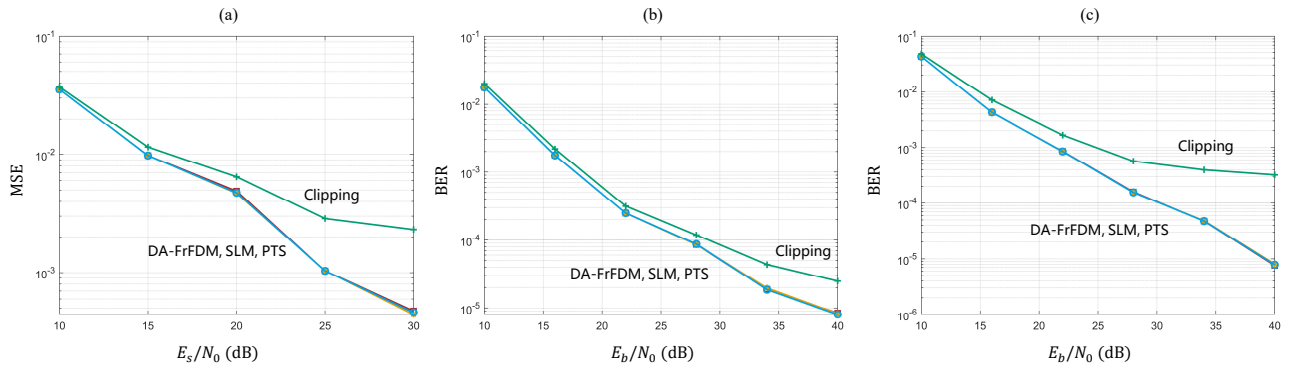 (a)
10⁻¹
10⁻²
10⁻³
MSE
Clipping
DA-FrFDM, SLM, PTS
10 15 20 25 30
E_s/N_0 (dB)
(b)
10⁻¹
10⁻²
10⁻³
10⁻⁴
10⁻⁵
BER
Clipping
DA-FrFDM, SLM, PTS
10 15 20 25 30 35 40
E_b/N_0 (dB)
(c)
10⁻¹
10⁻²
10⁻³
10⁻⁴
10⁻⁵
10⁻⁶
BER
Clipping
DA-FrFDM, SLM, PTS
10 15 20 25 30 35 40
E_b/N_0 (dB)